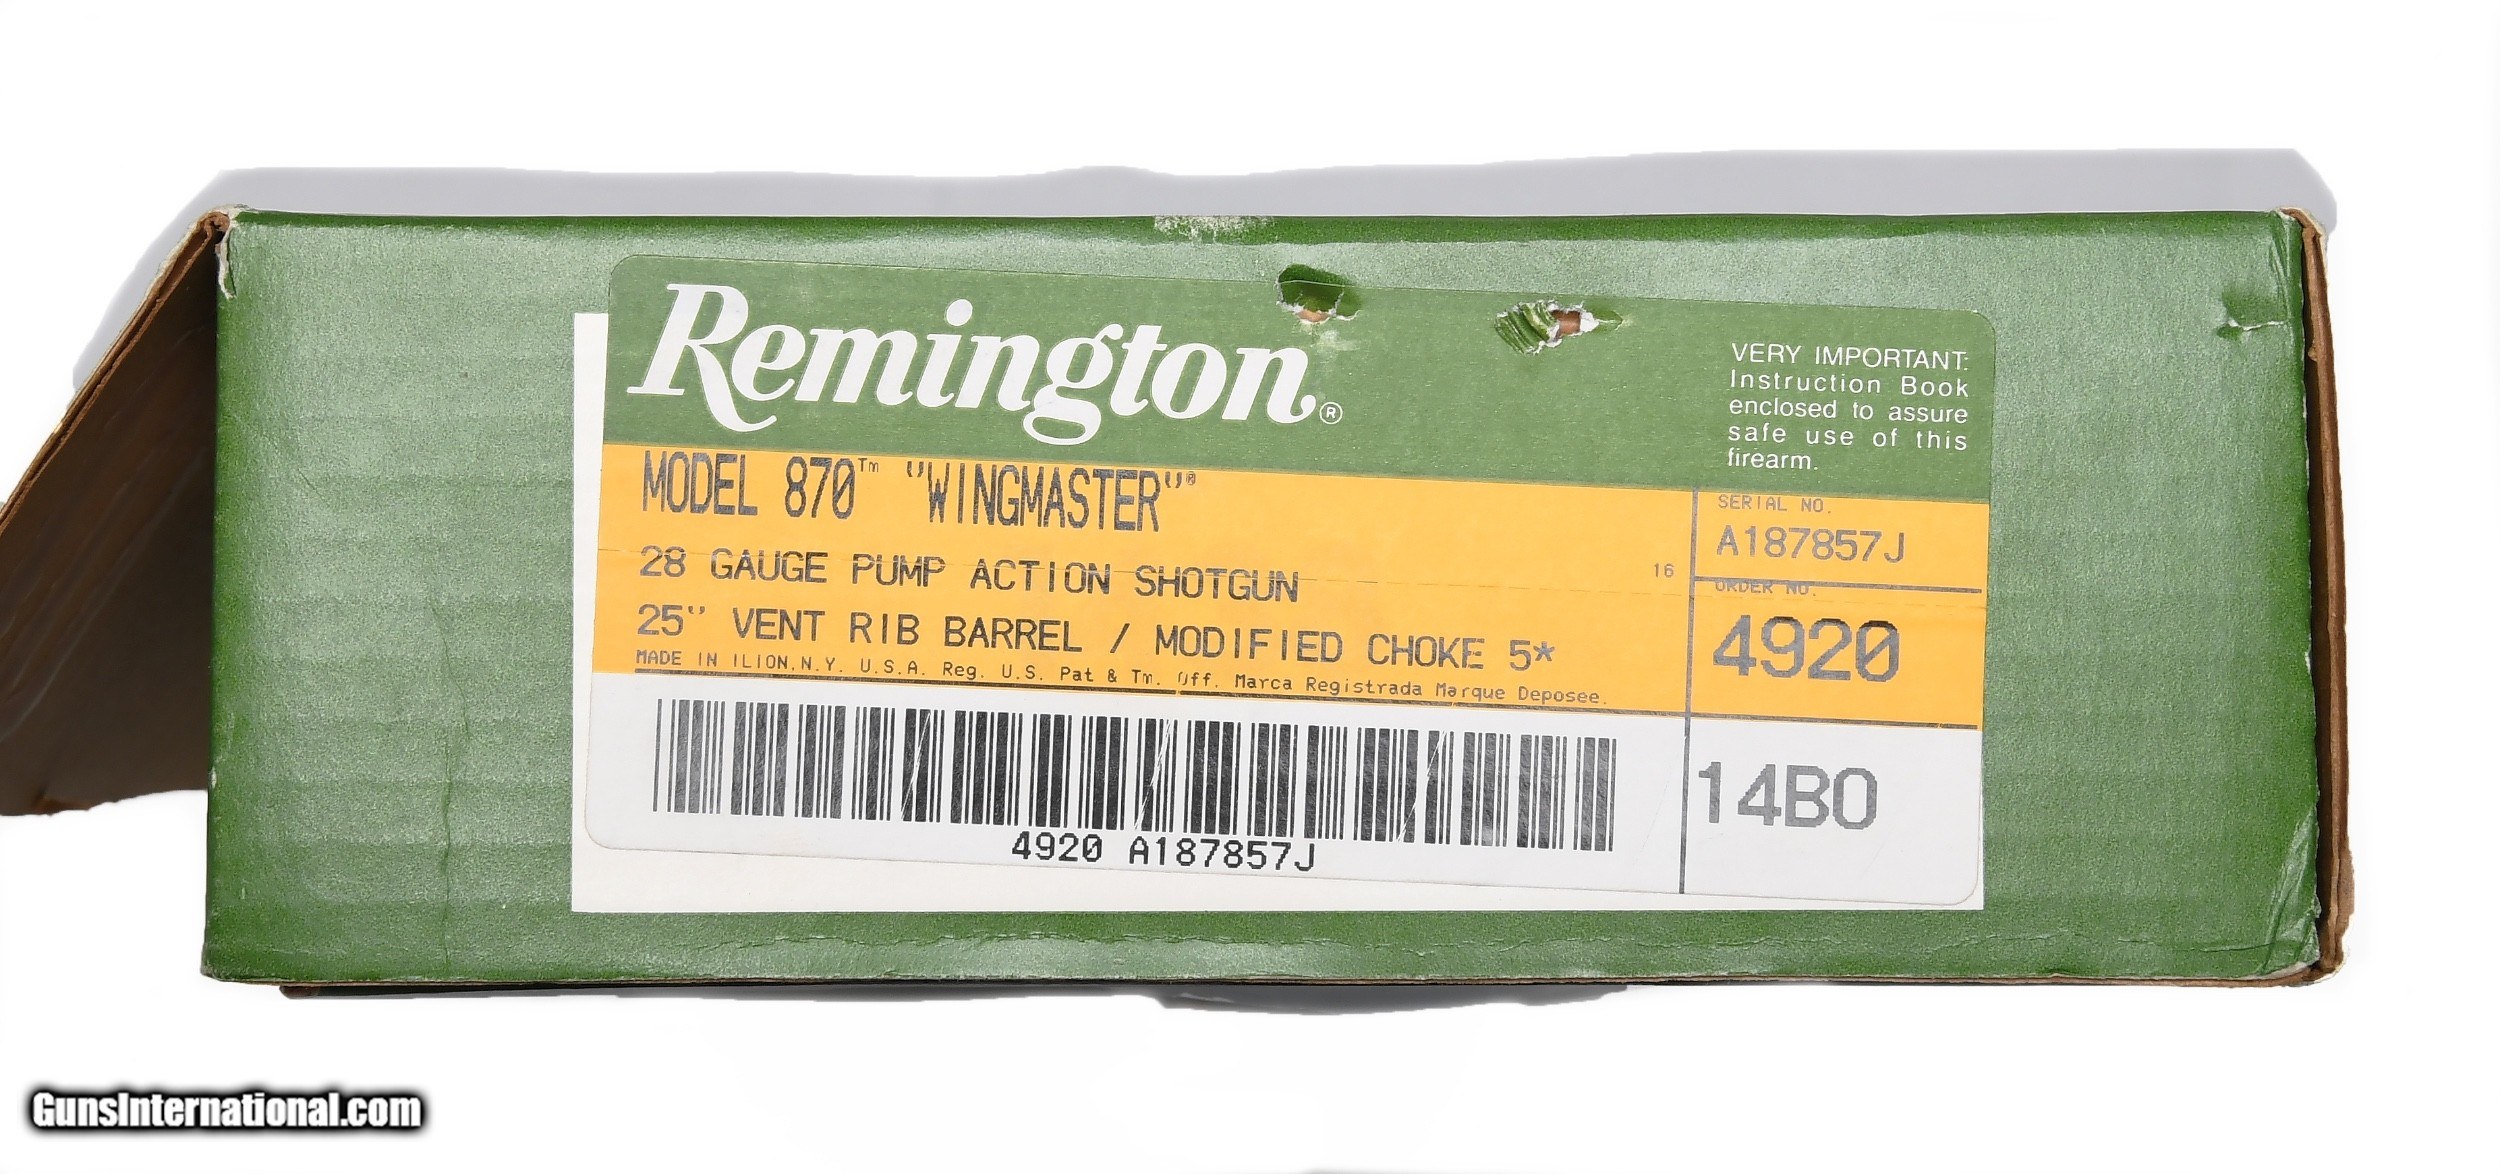 Remington®
VERY IMPORTANT:
Instruction Book
enclosed to assure
safe use of this
firearm.
MODEL 870™ "WINGMASTER"®
28 GAUGE PUMP ACTION SHOTGUN
16
25" VENT RIB BARREL / MODIFIED CHOKE 5*
MADE IN ILION, N.Y. U.S.A. Reg. U.S. Pat & Tm. Off. Marca Registrada Marque Deposee.
SERIAL NO.
A187857J
ORDER NO.
4920
14BO
4920 A187857J
GunsInternational.com